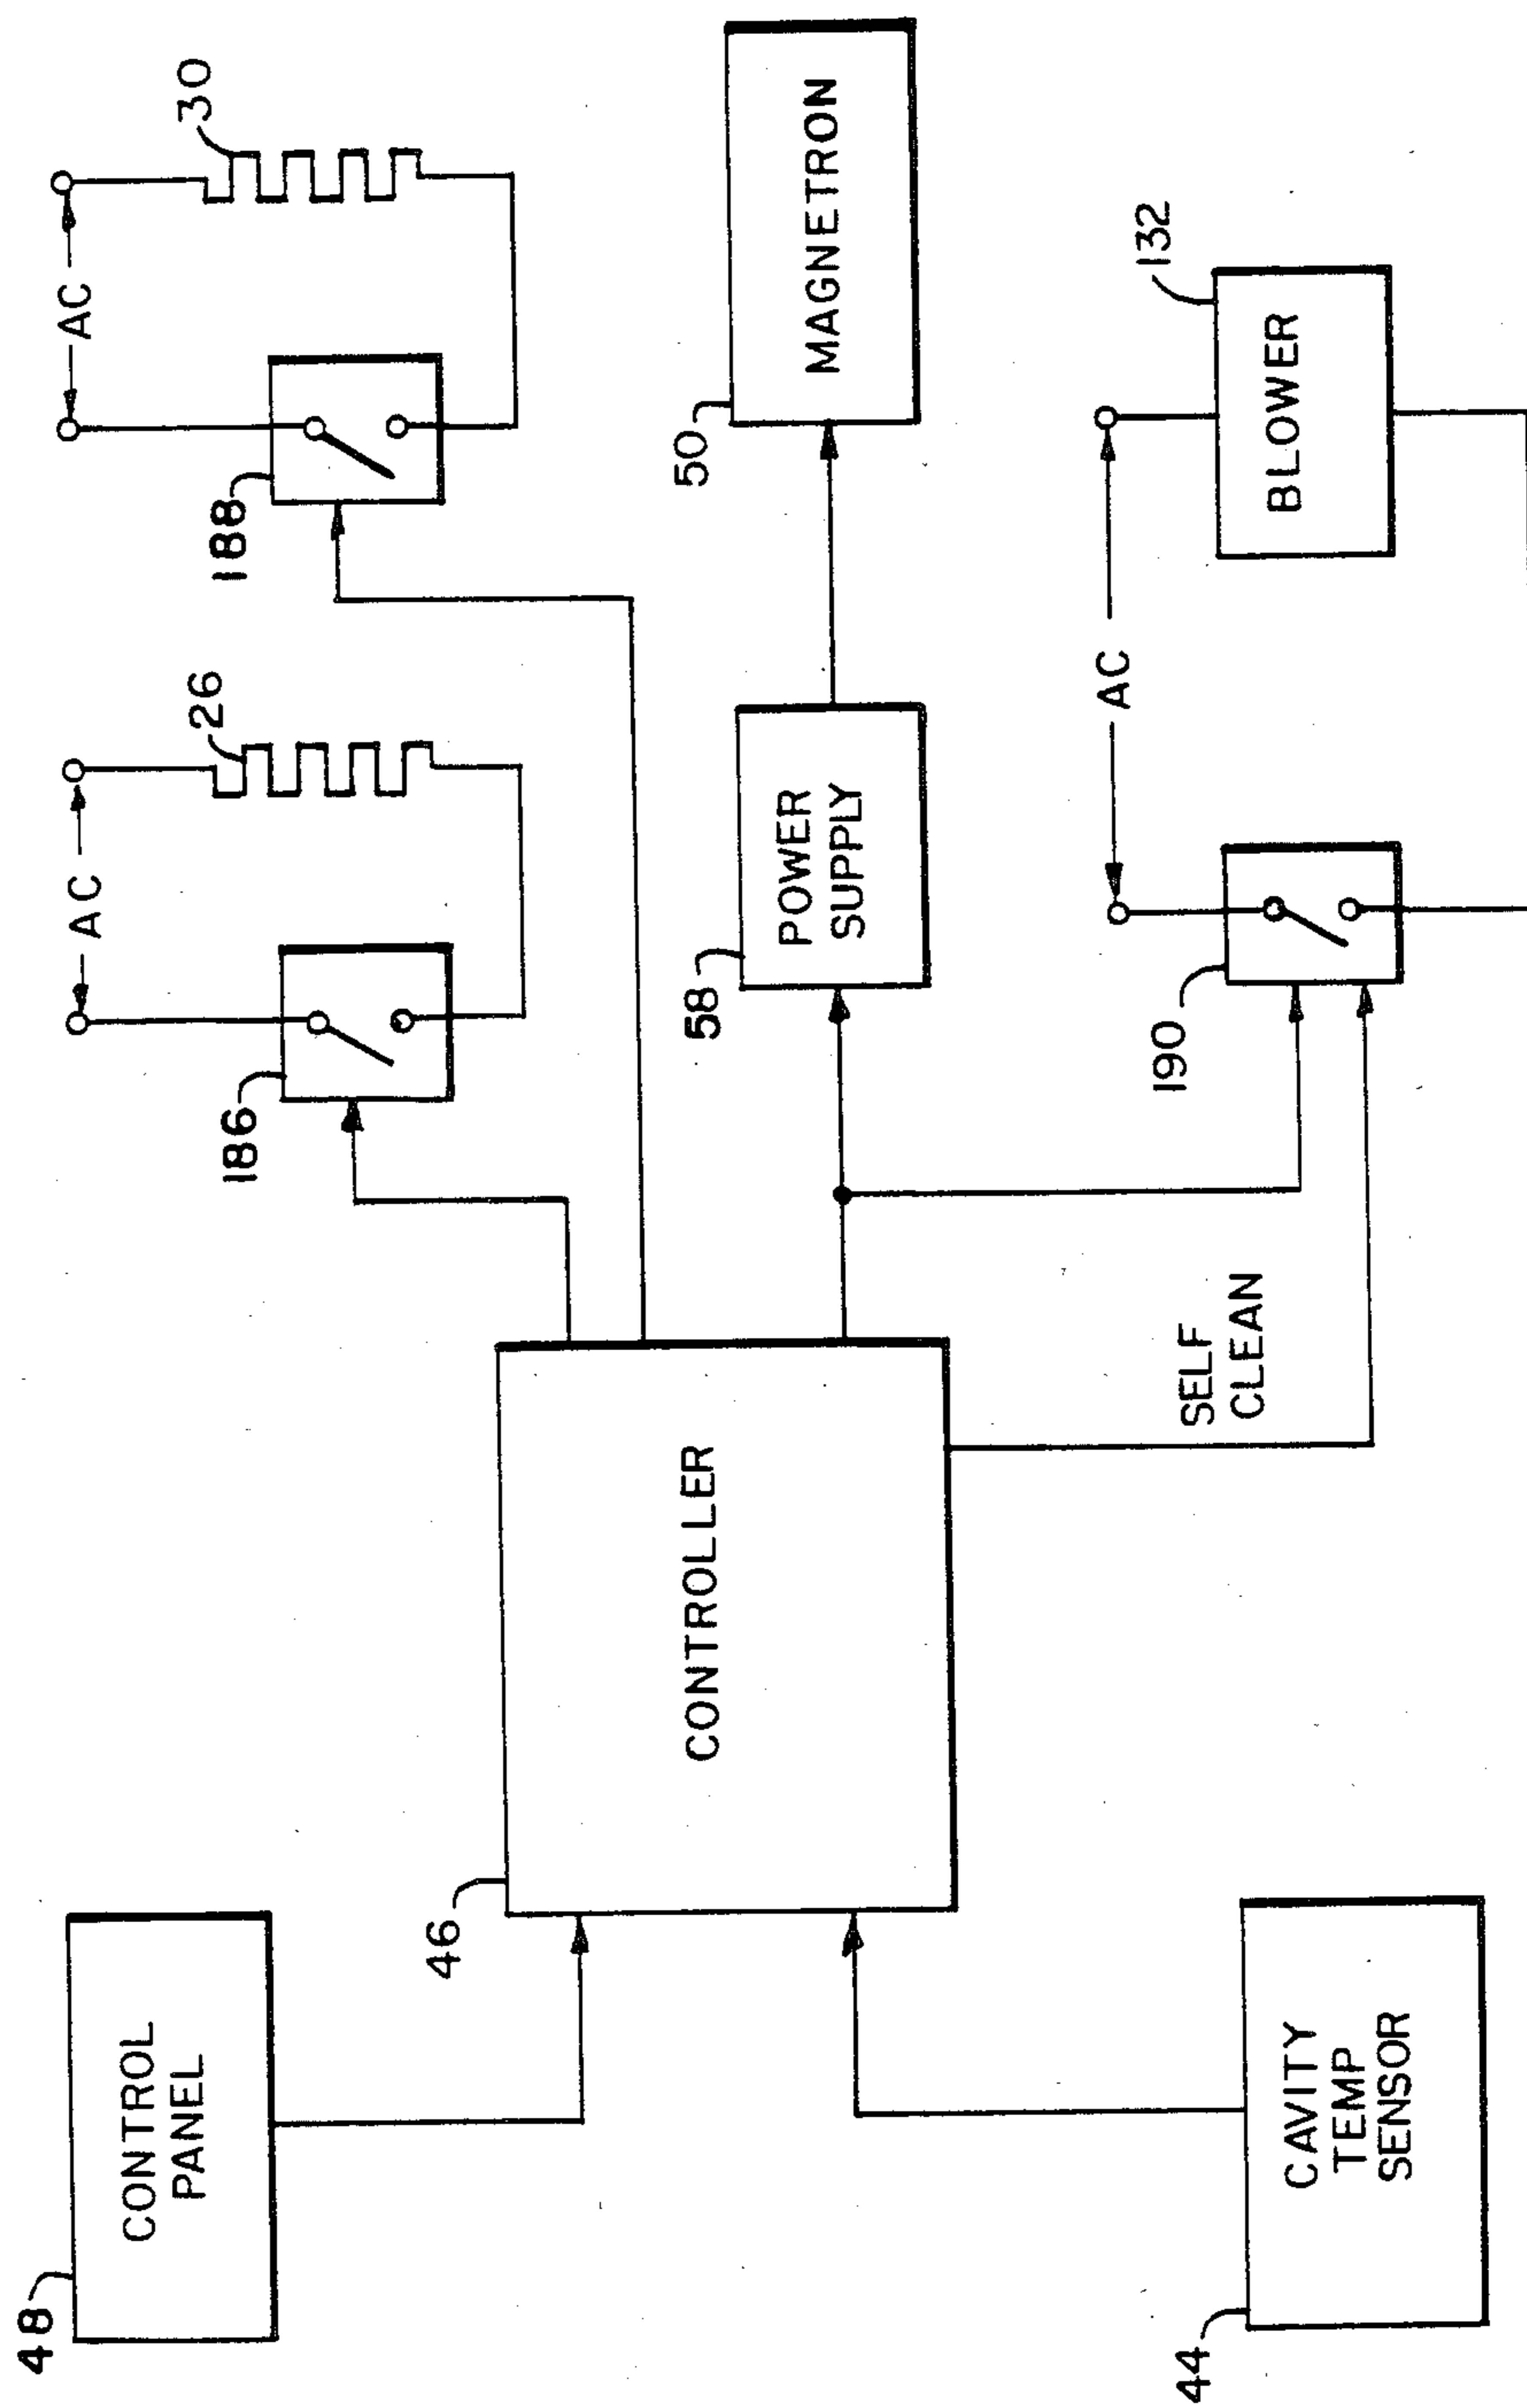 48
CONTROL
PANEL
44
CAVITY
TEMP
SENSOR
46
CONTROLLER
SELF
CLEAN
186
AC
26
188
AC
30
58
POWER
SUPPLY
50
MAGNETRON
190
AC
132
BLOWER